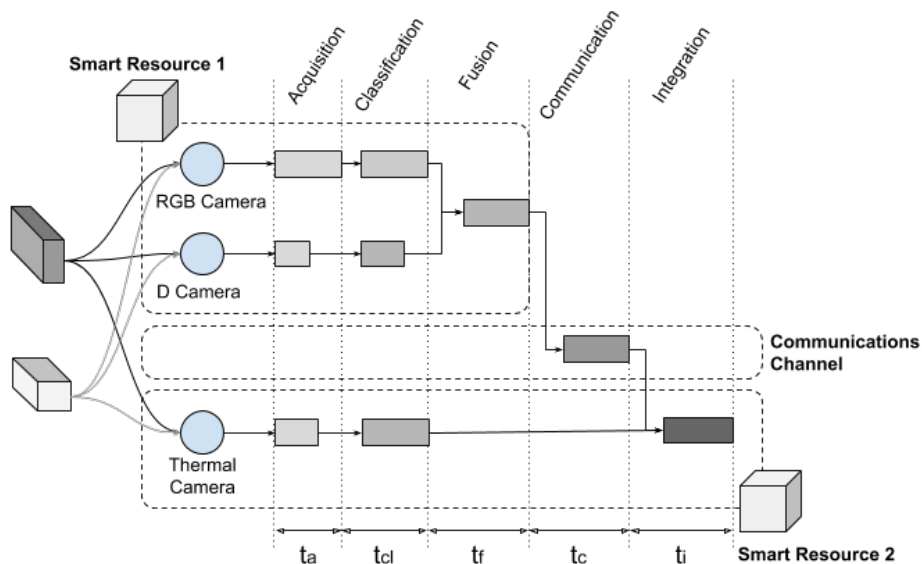 Acquisition
Classification
Fusion
Communication
Integration
Smart Resource 1
RGB Camera
D Camera
Communications
Channel
Thermal
Camera
ta
tcl
tf
tc
ti
Smart Resource 2